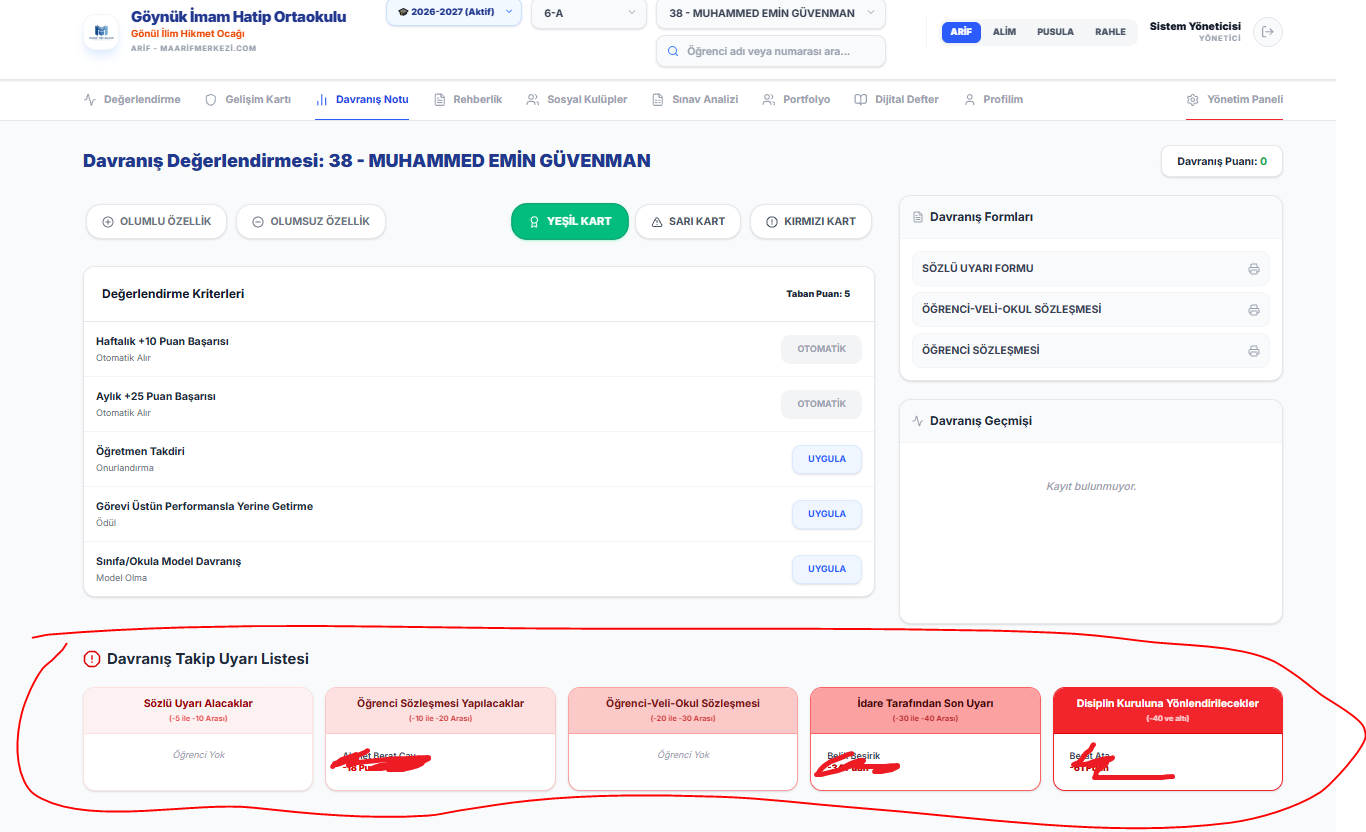 Göynük İmam Hatip Ortaokulu
Gönül İlim Hikmet Ocağı
ARİF - MAARİFMERKEZİ.COM
2026-2027 (Aktif)
6-A
38 - MUHAMMED EMİN GÜVENMAN
Öğrenci adı veya numarası ara...
ARİF ALİM PUSULA RAHLE
Sistem Yöneticisi
YÖNETİCİ
Değerlendirme Gelişim Kartı Davranış Notu Rehberlik Sosyal Kulüpler Sınav Analizi Portfolyo Dijital Defter Profilim Yönetim Paneli
Davranış Değerlendirmesi: 38 - MUHAMMED EMİN GÜVENMAN
Davranış Puanı: 0
OLUMLU ÖZELLİK OLUMSUZ ÖZELLİK YEŞİL KART SARI KART KIRMIZI KART
Değerlendirme Kriterleri
Taban Puan: 5
Haftalık +10 Puan Başarısı
Otomatik Alır
OTOMATİK
Aylık +25 Puan Başarısı
Otomatik Alır
OTOMATİK
Öğretmen Takdiri
Onurlandırma
UYGULA
Görevi Üstün Performansla Yerine Getirme
Ödül
UYGULA
Sınıfa/Okula Model Davranış
Model Olma
UYGULA
Davranış Formları
SÖZLÜ UYARI FORMU
ÖĞRENCİ-VELİ-OKUL SÖZLEŞMESİ
ÖĞRENCİ SÖZLEŞMESİ
Davranış Geçmişi
Kayıt bulunmuyor.
Davranış Takip Uyarı Listesi
Sözlü Uyarı Alacaklar
(-5 ile -10 Arası)
Öğrenci Yok
Öğrenci Sözleşmesi Yapılacaklar
(-10 ile -20 Arası)
Öğrenci-Veli-Okul Sözleşmesi
(-20 ile -30 Arası)
Öğrenci Yok
İdare Tarafından Son Uyarı
(-30 ile -40 Arası)
Disiplin Kuruluna Yönlendirilecekler
(-40 ve altı)